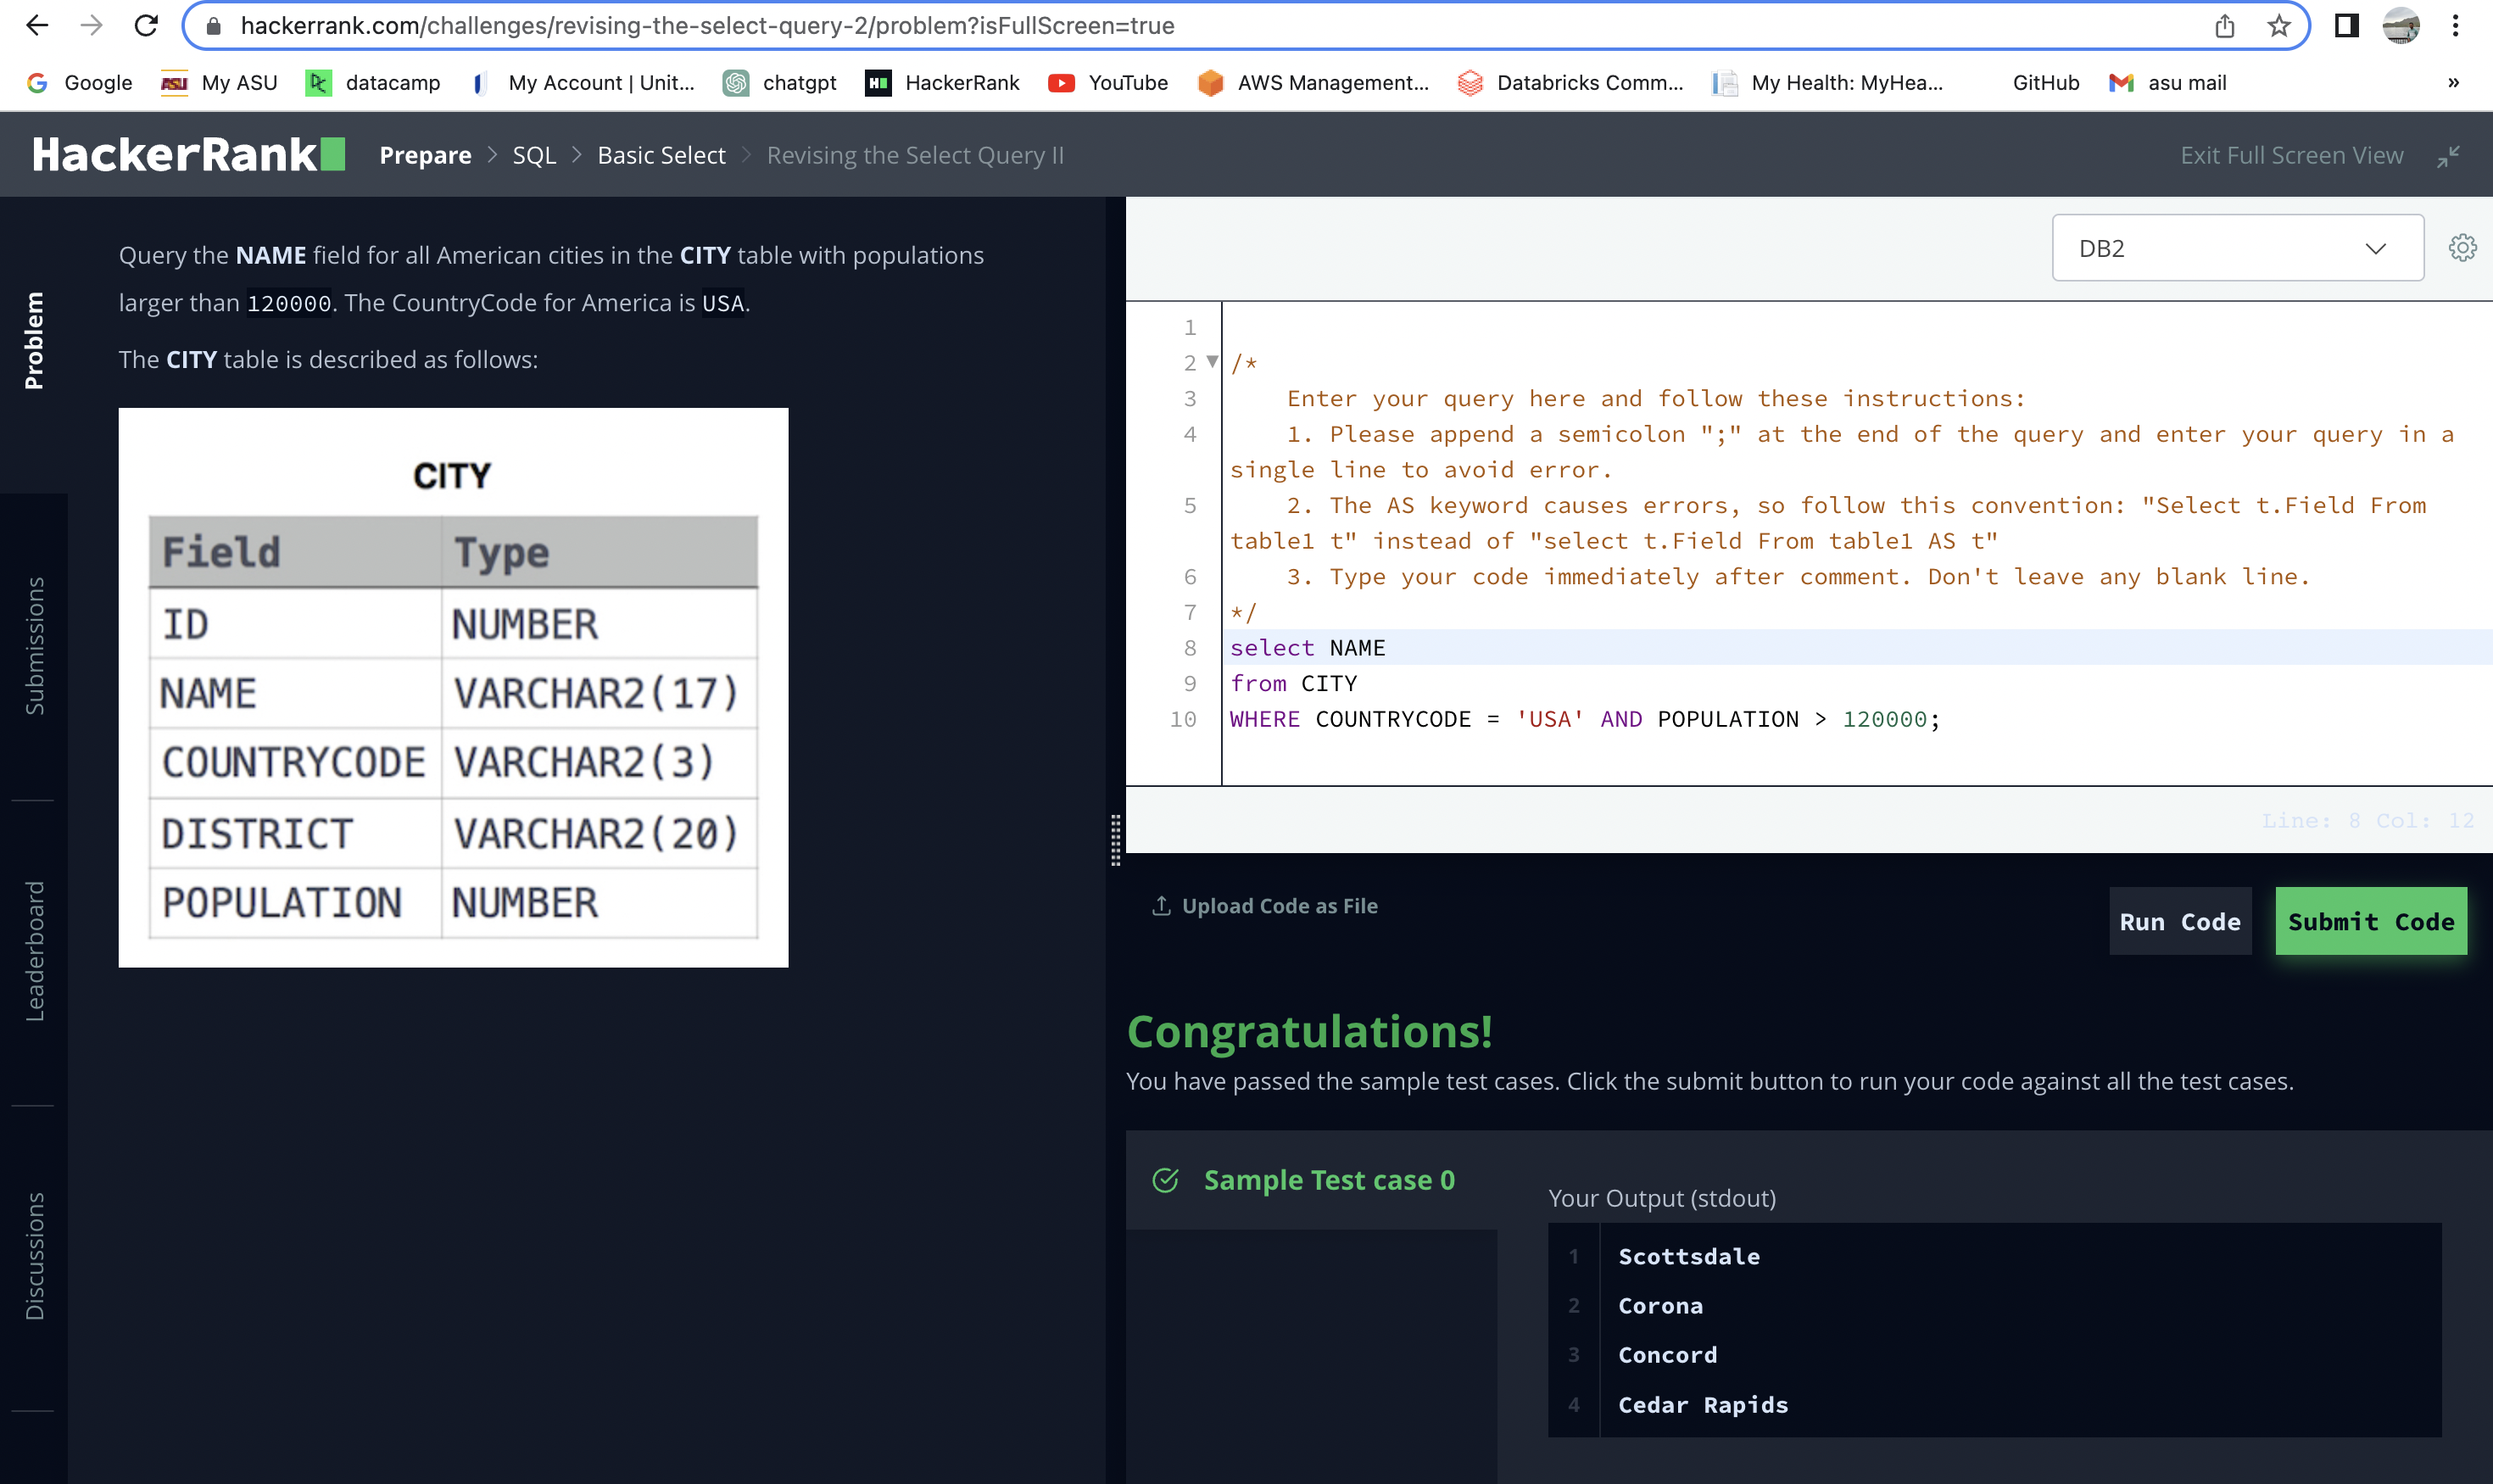 hackerrank.com/challenges/revising-the-select-query-2/problem?isFullScreen=true
Google My ASU datacamp My Account | Unit... chatgpt HackerRank YouTube AWS Management... Databricks Comm... My Health: MyHea... GitHub asu mail »
HackerRank Prepare > SQL > Basic Select > Revising the Select Query II Exit Full Screen View
Problem
Submissions
Leaderboard
Discussions
Query the NAME field for all American cities in the CITY table with populations
larger than 120000. The CountryCode for America is USA.
The CITY table is described as follows:
CITY
Field Type
ID NUMBER
NAME VARCHAR2(17)
COUNTRYCODE VARCHAR2(3)
DISTRICT VARCHAR2(20)
POPULATION NUMBER
DB2
1
2 /*
3 Enter your query here and follow these instructions:
4 1. Please append a semicolon ";" at the end of the query and enter your query in a
single line to avoid error.
5 2. The AS keyword causes errors, so follow this convention: "Select t.Field From
table1 t" instead of "select t.Field From table1 AS t"
6 3. Type your code immediately after comment. Don't leave any blank line.
7 */
8 select NAME
9 from CITY
10 WHERE COUNTRYCODE = 'USA' AND POPULATION > 120000;
Line: 8 Col: 12
Upload Code as File
Run Code Submit Code
Congratulations!
You have passed the sample test cases. Click the submit button to run your code against all the test cases.
Sample Test case 0
Your Output (stdout)
1 Scottsdale
2 Corona
3 Concord
4 Cedar Rapids